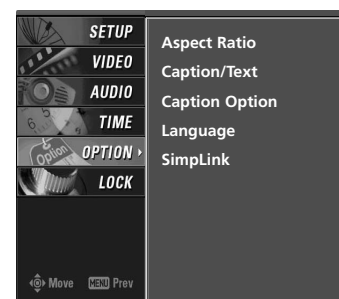 SETUP
VIDEO
AUDIO
TIME
OPTION
LOCK
Move MENU Prev
Aspect Ratio
Caption/Text
Caption Option
Language
SimpLink